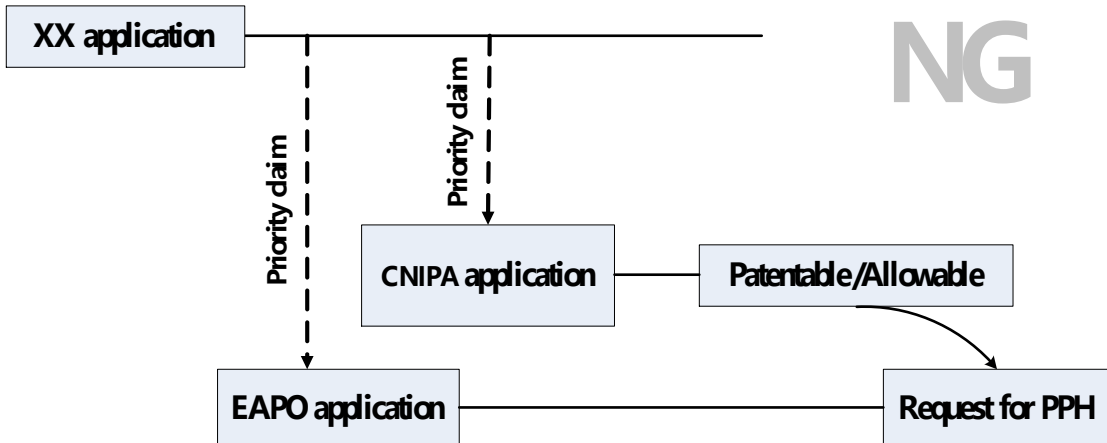 XX application
NG
Priority claim
Priority claim
CNIPA application
Patentable/Allowable
EAPO application
Request for PPH